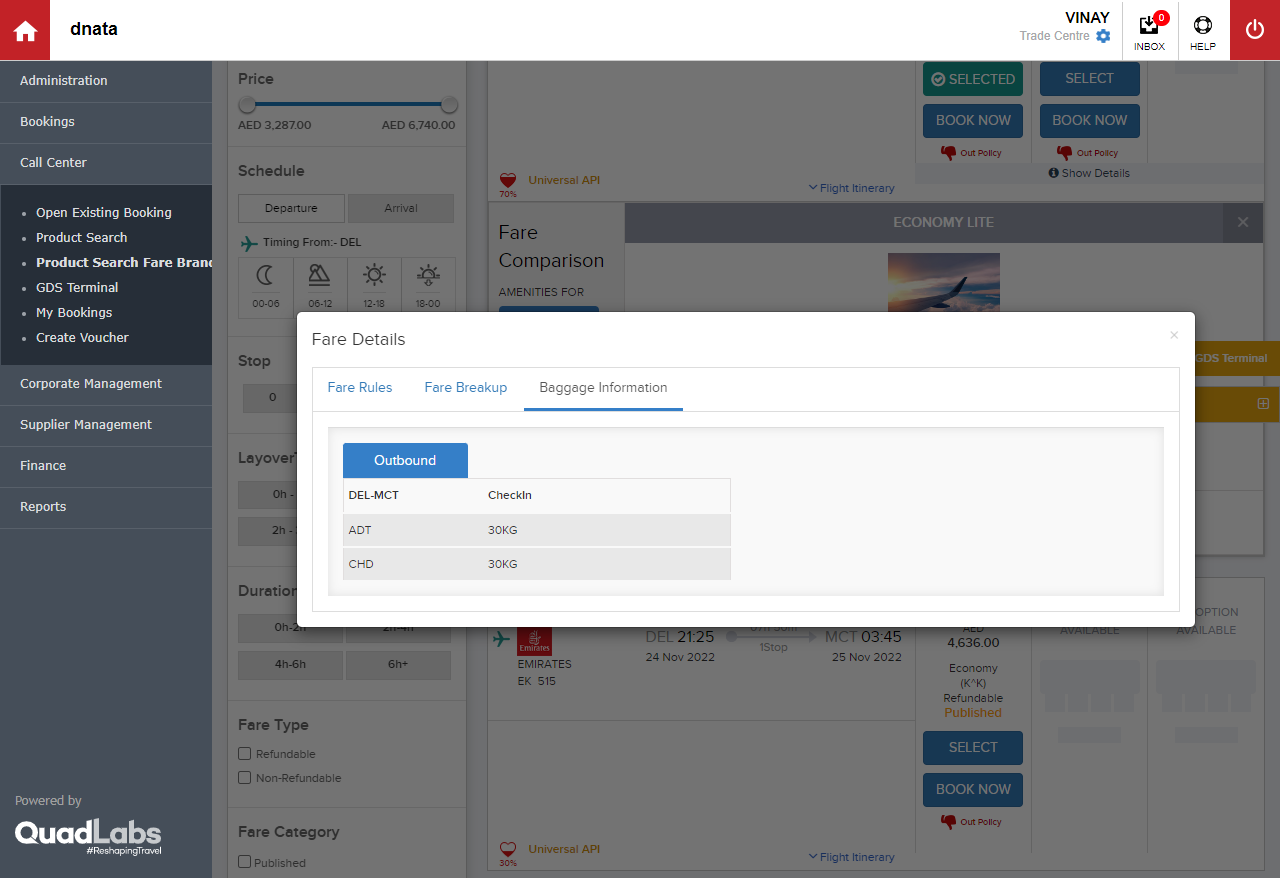 dnata
VINAY
Trade Centre
0
INBOX
HELP
Administration
Bookings
Call Center
Open Existing Booking
Product Search
Product Search Fare Bran
GDS Terminal
My Bookings
Create Voucher
Corporate Management
Supplier Management
Finance
Reports
Powered by
QuadLabs
#ReshapingTravel
Price
AED 3,287.00
AED 6,740.00
Schedule
Departure
Arrival
Timing From:- DEL
00-06
06-12
12-18
18-00
Stop
0
Layover
0h -
2h -
Duration
0h-2h
2h-4h
4h-6h
6h+
Fare Type
Refundable
Non-Refundable
Fare Category
Published
SELECTED
SELECT
BOOK NOW
BOOK NOW
Out Policy
Out Policy
Show Details
70%
Universal API
Flight Itinerary
Fare
Comparison
AMENITIES FOR
ECONOMY LITE
×
GDS Terminal
Fare Details
×
Fare Rules
Fare Breakup
Baggage Information
Outbound
DEL-MCT
CheckIn
ADT
30KG
CHD
30KG
Emirates
EMIRATES
EK 515
DEL 21:25
24 Nov 2022
1Stop
MCT 03:45
25 Nov 2022
AED
4,636.00
Economy
(K^K)
Refundable
Published
SELECT
BOOK NOW
Out Policy
AVAILABLE
OPTION
AVAILABLE
30%
Universal API
Flight Itinerary